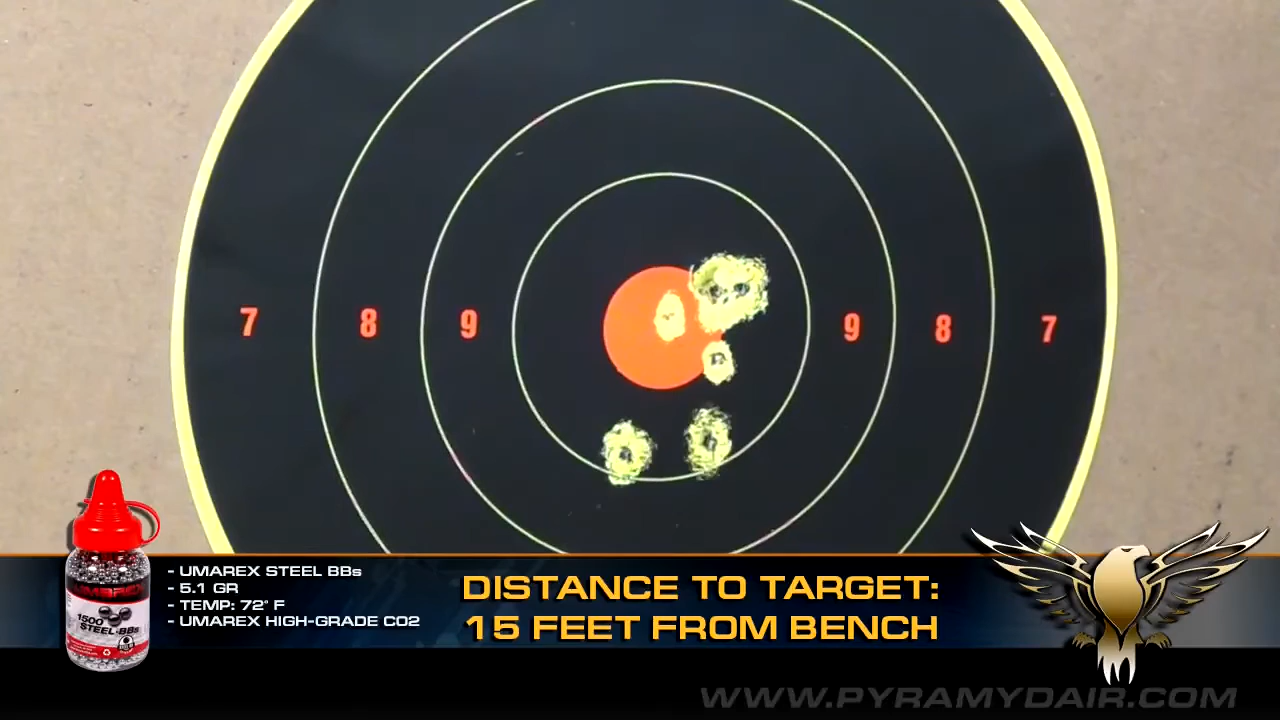 7 8 9 9 8 7
- UMAREX STEEL BBs
- 5.1 GR
- TEMP: 72° F
- UMAREX HIGH-GRADE CO2
DISTANCE TO TARGET:
15 FEET FROM BENCH
UMAREX
1500
STEEL BBs
WWW.PYRAMYDAIR.COM